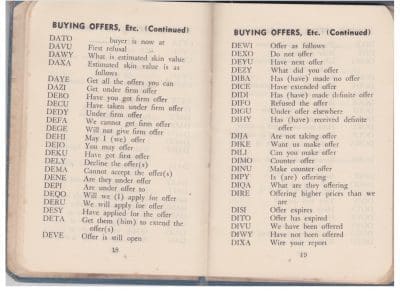 BUYING OFFERS, Etc. (Continued)
DATO ........buyer is now at
DAVU First refusal
DAWY What is estimated skin value
DAXA Estimated skin value is as
follows
DAYE Get all the offers you can
DAZI Get under firm offer
DEBO Have you got firm offer
DECU Have taken under firm offer
DEDY Under firm offer
DEFA We cannot get firm offer
DEGE Will not give firm offer
DEHI May I (we) offer
DEJO You may offer
DEKU Have got first offer
DELY Decline the offer(s)
DEMA Cannot accept the offer(s)
DENE Are they under offer
DEPI Are under offer to
DEQO Will we (I) apply for offer
DERU We will apply for offer
DESY Have applied for the offer
DETA Get them (him) to extend the
offer(s)
DEVE Offer is still open
18
BUYING OFFERS, Etc. (Continued)
DEWI Offer as follows
DEXO Do not offer
DEYU Have next offer
DEZY What did you offer
DIBA Has (have) made no offer
DICE Have extended offer
DIDI Has (have) made definite offer
DIFO Refused the offer
DIGU Under offer elsewhere
DIHY Has (have) received definite
offer
DIJA Are not taking offer
DIKE Want us make offer
DILI Can you make offer
DIMO Counter offer
DINU Make counter offer
DIPY Is (are) offering
DIQA What are they offering
DIRE Offering higher prices than we
are
DISI Offer expires
DITO Offer has expired
DIVU We have been offered
DIWY Have not been offered
DIXA Wire your report
19